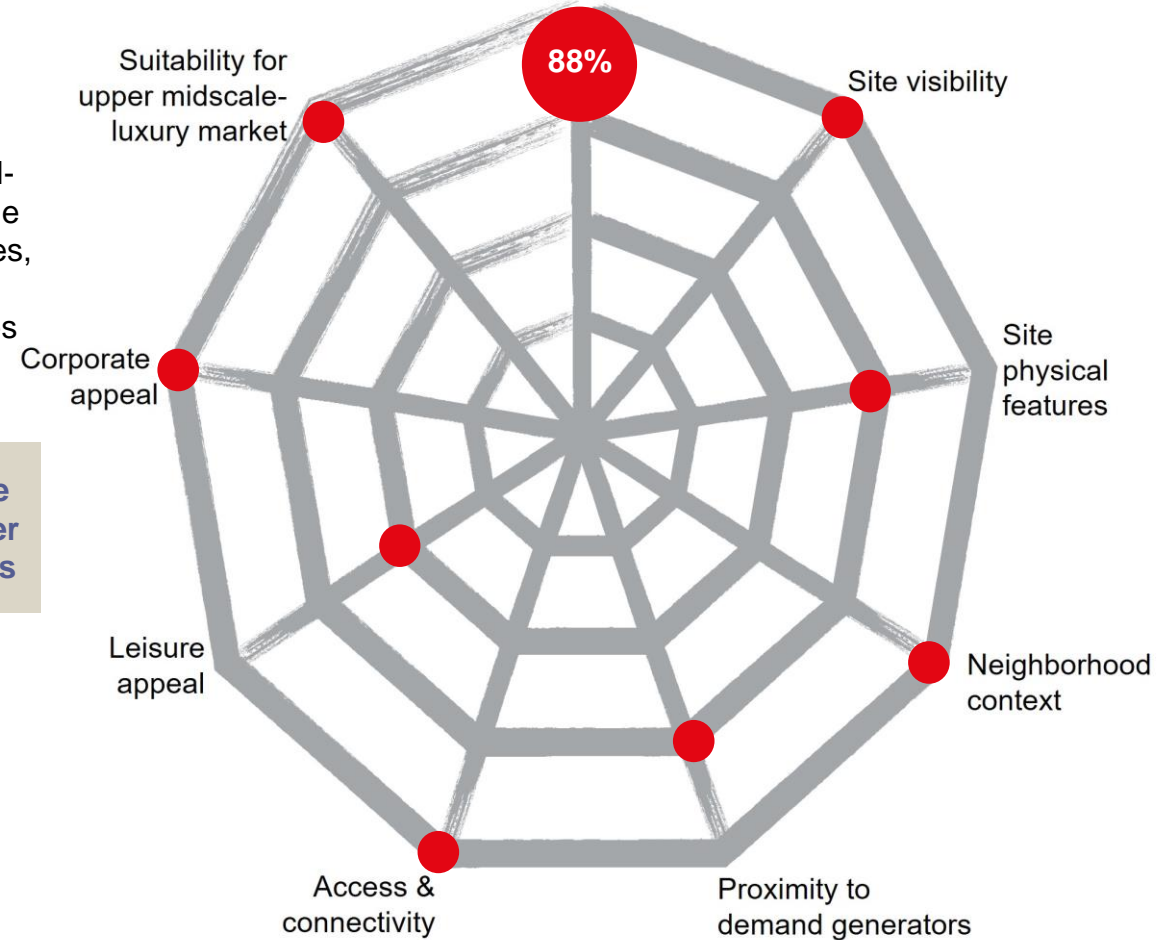 88%
Suitability for
upper midscale-
luxury market
Site visibility
es,
s
Corporate
appeal
Site
physical
features
Leisure
appeal
Neighborhood
context
Access &
connectivity
Proximity to
demand generators